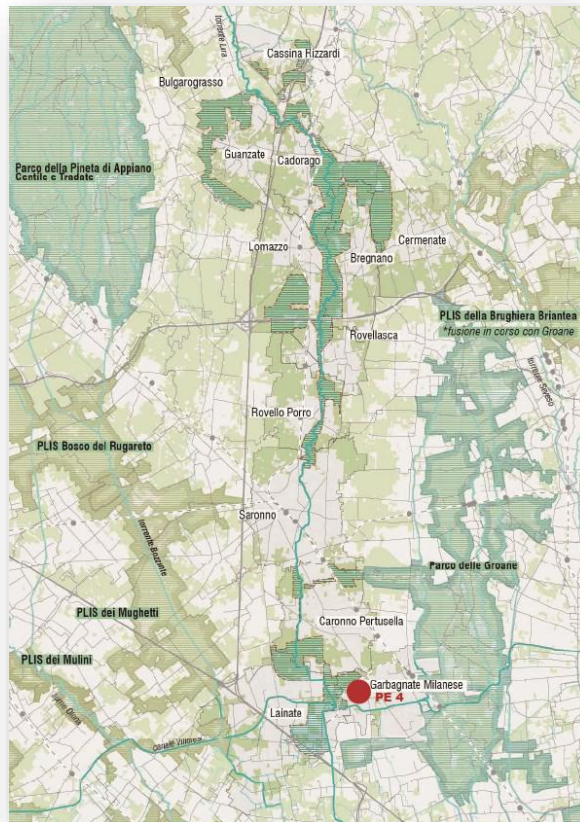 torrente Lura
Cassina Rizzardi
Bulgarograsso
Guanzate
Cadorago
Parco della Pineta di Appiano
Gentile e Tradate
Cermenate
Lomazzo
Bregnano
PLIS della Brughiera Briantea
*fusione in corso con Groane
Rovellasca
torrente Seveso
Rovello Porro
PLIS Bosco del Rugareto
Saronno
torrente Bozzente
Parco delle Groane
PLIS dei Mughetti
Caronno Pertusella
PLIS dei Mulini
Garbagnate Milanese
PE 4
Lainate
fiume Olona
canale Villoresi